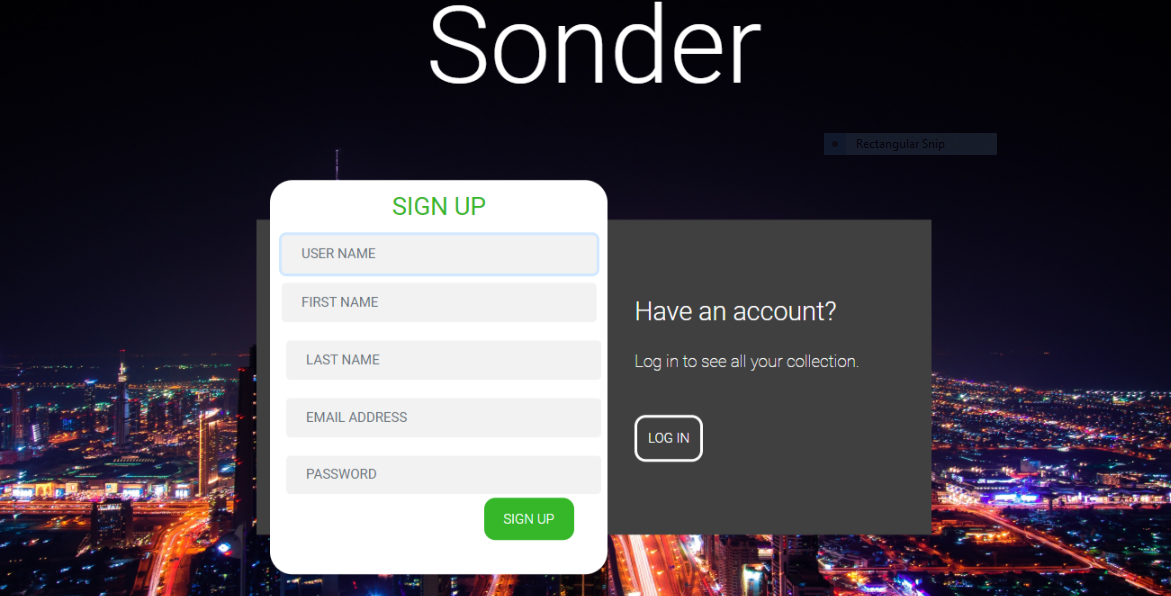 Sonder
Rectangular Snip
SIGN UP
USER NAME
FIRST NAME
LAST NAME
EMAIL ADDRESS
PASSWORD
SIGN UP
Have an account?
Log in to see all your collection.
LOG IN